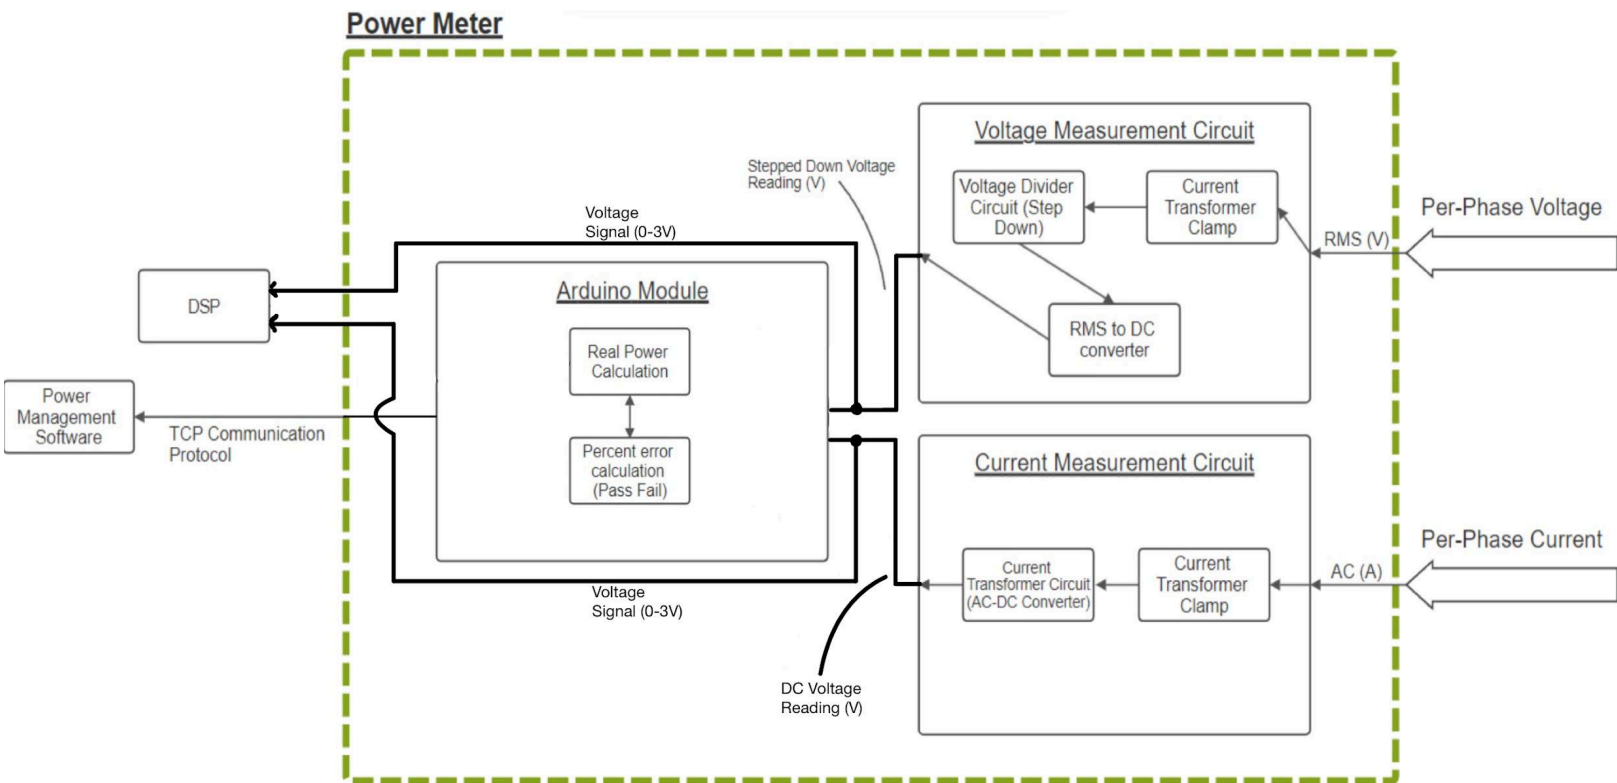 Power Meter
Voltage Measurement Circuit
Stepped Down Voltage
Reading (V)
Voltage Divider
Circuit (Step
Down)
Current
Transformer
Clamp
Per-Phase Voltage
RMS (V)
Voltage
Signal (0-3V)
DSP
Arduino Module
RMS to DC
converter
Real Power
Calculation
Power
Management
Software
TCP Communication
Protocol
Percent error
calculation
(Pass Fail)
Current Measurement Circuit
Per-Phase Current
Current
Transformer Circuit
(AC-DC Converter)
Current
Transformer
Clamp
AC (A)
Voltage
Signal (0-3V)
DC Voltage
Reading (V)